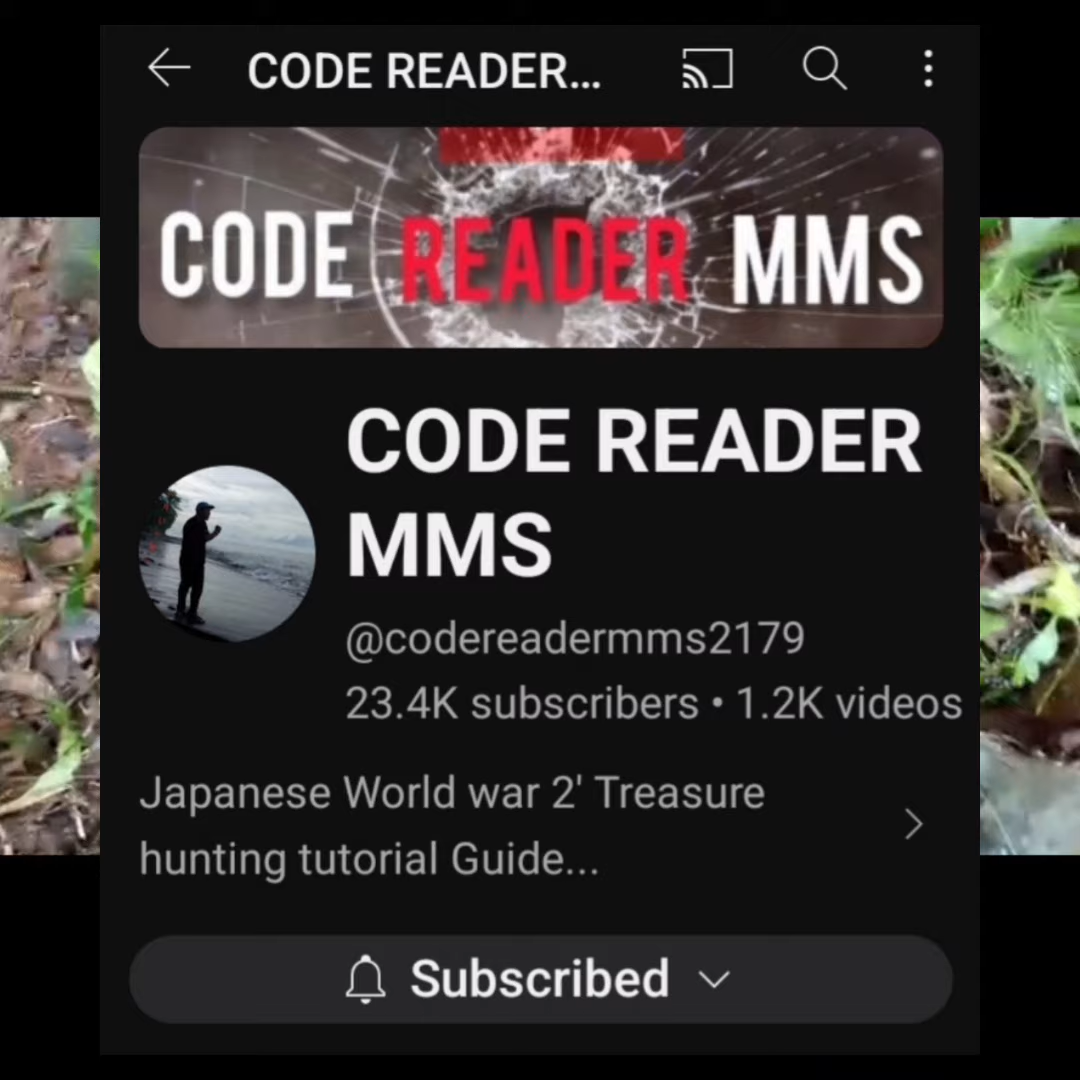 CODE READER...
CODE READER MMS
CODE READER
MMS
@codereadermms2179
23.4K subscribers • 1.2K videos
Japanese World war 2' Treasure
hunting tutorial Guide...
Subscribed